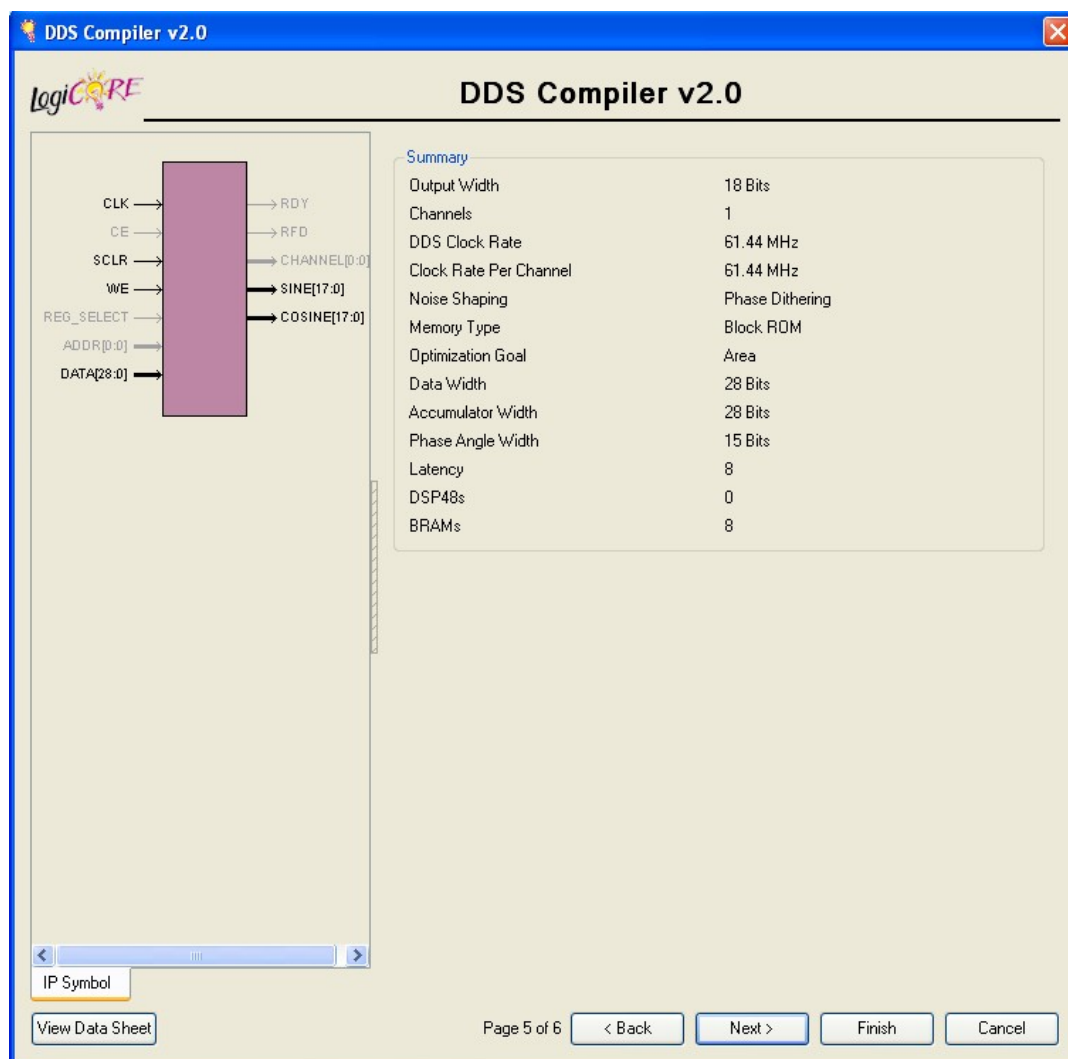 DDS Compiler v2.0
LogiCORE
DDS Compiler v2.0
CLK
CE
SCLR
WE
REG_SELECT
ADDR[0:0]
DATA[28:0]
RDY
RFD
CHANNEL[0:0]
SINE[17:0]
COSINE[17:0]
IP Symbol
Summary
Output Width 18 Bits
Channels 1
DDS Clock Rate 61.44 MHz
Clock Rate Per Channel 61.44 MHz
Noise Shaping Phase Dithering
Memory Type Block ROM
Optimization Goal Area
Data Width 28 Bits
Accumulator Width 28 Bits
Phase Angle Width 15 Bits
Latency 8
DSP48s 0
BRAMs 8
View Data Sheet Page 5 of 6 < Back Next > Finish Cancel